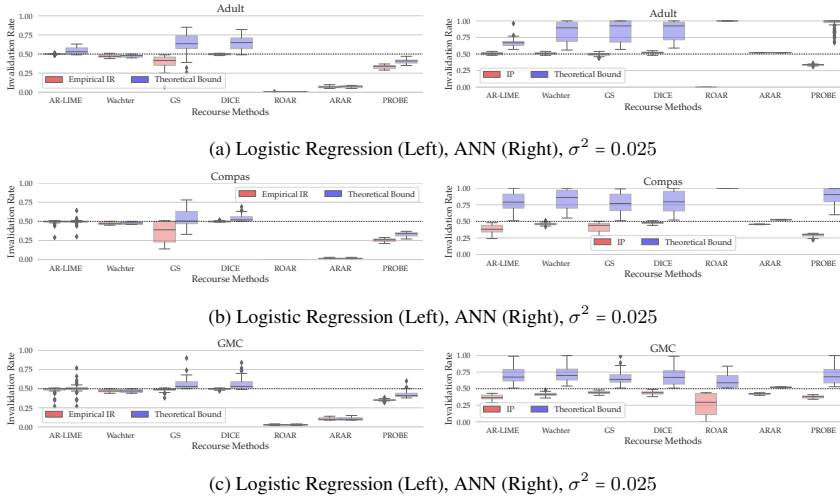 Adult
Invalidation Rate
1.00
0.75
0.50
0.25
0.00
Empirical IR
Theoretical Bound
AR-LIME Wachter GS DICE ROAR ARAR PROBE
Recourse Methods
Adult
Invalidation Rate
1.00
0.75
0.50
0.25
0.00
IP
Theoretical Bound
AR-LIME Wachter GS DICE ROAR ARAR PROBE
Recourse Methods
(a) Logistic Regression (Left), ANN (Right), σ² = 0.025
Compas
Invalidation Rate
1.00
0.75
0.50
0.25
0.00
Empirical IR
Theoretical Bound
AR-LIME Wachter GS DICE ROAR ARAR PROBE
Recourse Methods
Compas
Invalidation Rate
1.00
0.75
0.50
0.25
0.00
IP
Theoretical Bound
AR-LIME Wachter GS DICE ROAR ARAR PROBE
Recourse Methods
(b) Logistic Regression (Left), ANN (Right), σ² = 0.025
GMC
Invalidation Rate
1.00
0.75
0.50
0.25
0.00
Empirical IR
Theoretical Bound
AR-LIME Wachter GS DICE ROAR ARAR PROBE
Recourse Methods
GMC
Invalidation Rate
1.00
0.75
0.50
0.25
0.00
IP
Theoretical Bound
AR-LIME Wachter GS DICE ROAR ARAR PROBE
Recourse Methods
(c) Logistic Regression (Left), ANN (Right), σ² = 0.025